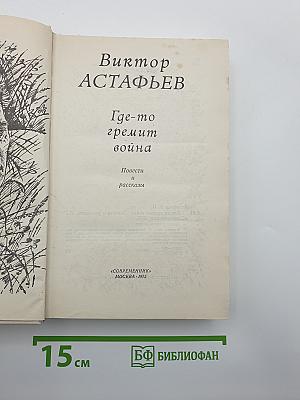 Виктор
АСТАФЬЕВ
Где-то
гремит
война
Повести
и
рассказы
«СОВРЕМЕННИК»
МОСКВА · 1975
15 см
БФ БИБЛИОФАН